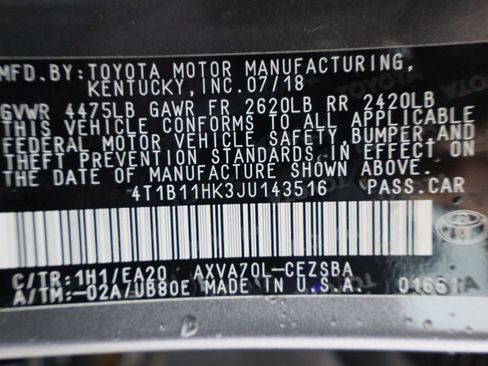 MFD.BY:TOYOTA MOTOR MANUFACTURING,
KENTUCKY,INC.07/18
GVWR 4475LB GAWR FR 2620LB RR 2420LB
THIS VEHICLE CONFORMS TO ALL APPLICABLE
FEDERAL MOTOR VEHICLE SAFETY,BUMPER AND
THEFT PREVENTION STANDARDS IN EFFECT ON
THE DATE OF MANUFACTURE SHOWN ABOVE.
4T1B11HK3JU143516 PASS.CAR
C/TR:1H1/EA20 AXVA70L-CEZSBA
A/TM:-02A/UB80E MADE IN U.S.A. 01661A